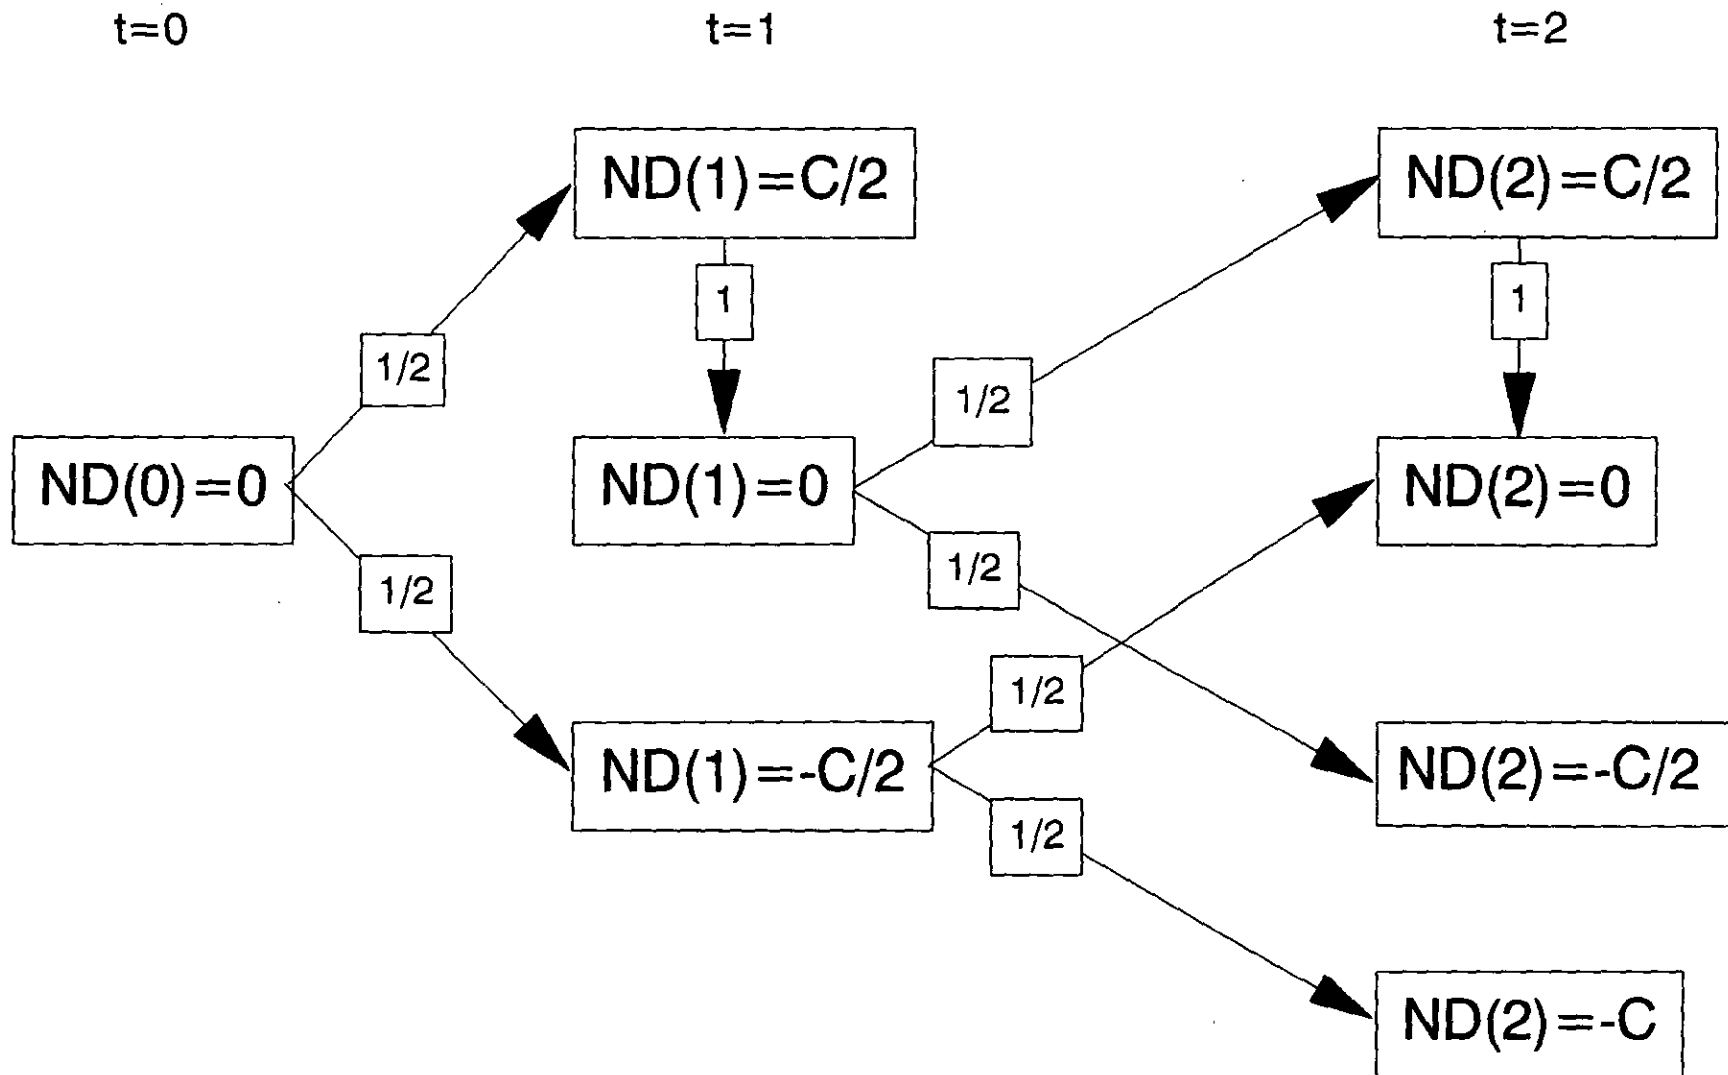 t=0 t=1 t=2
ND(1)=C/2 ND(2)=C/2
1 1
1/2 1/2
ND(0)=0 ND(1)=0 ND(2)=0
1/2 1/2
1/2
ND(1)=-C/2 ND(2)=-C/2
1/2
ND(2)=-C